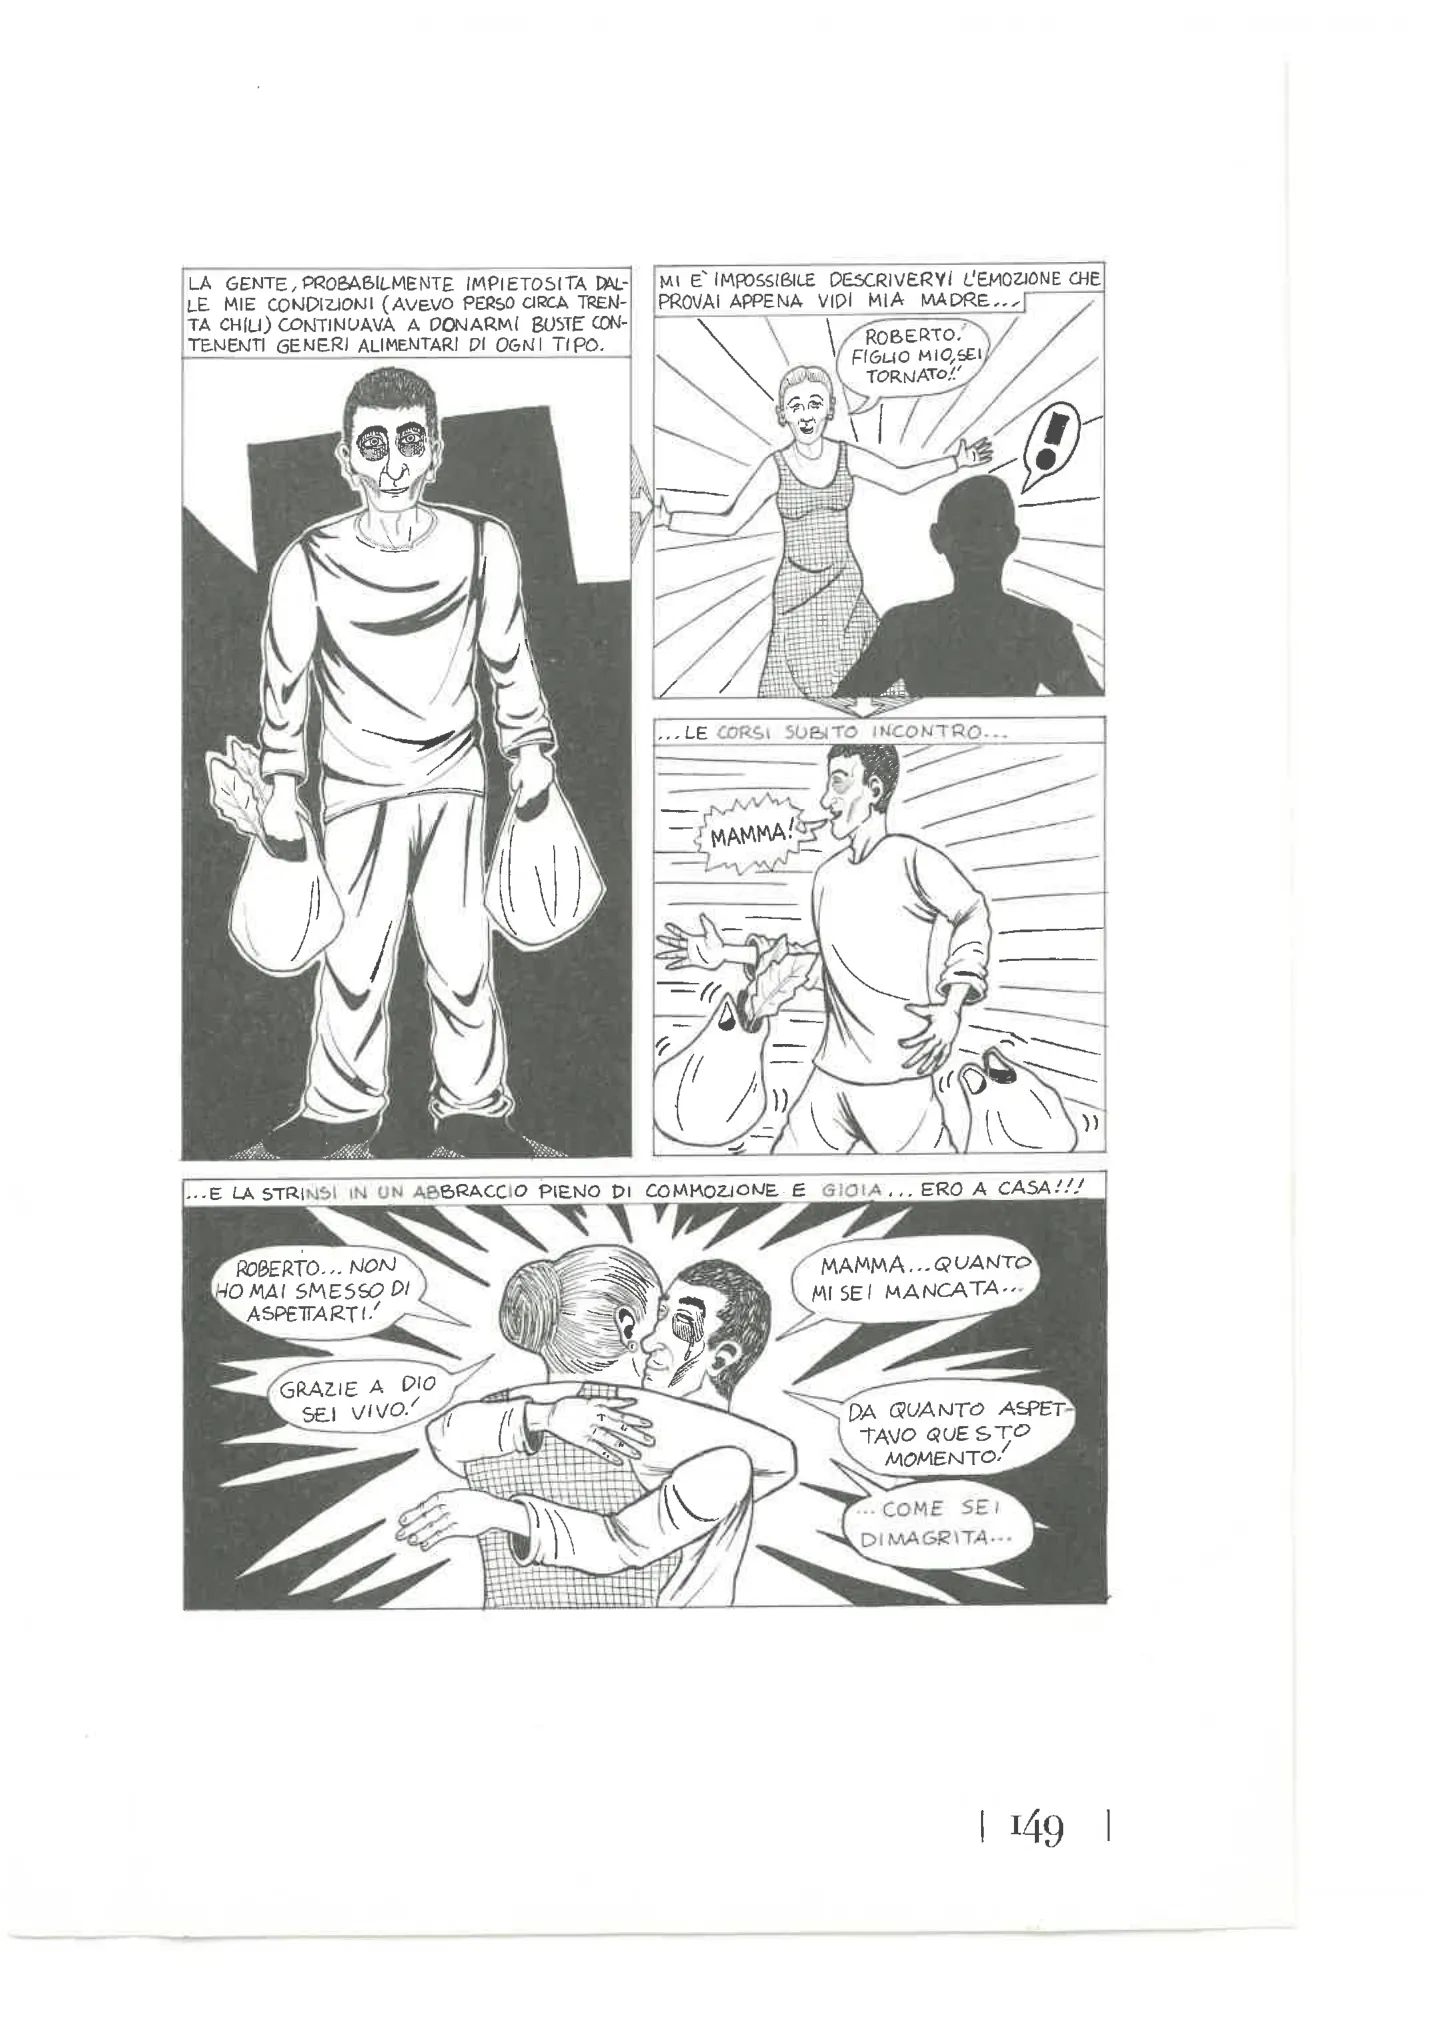 LA GENTE, PROBABILMENTE IMPIETOSITA DAL-
LE MIE CONDIZIONI (AVEVO PERSO CIRCA TREN-
TA CHILI) CONTINUAVA A DONARMI BUSTE CON-
TENENTI GENERI ALIMENTARI DI OGNI TIPO.
MI E' IMPOSSIBILE DESCRIVERVI L'EMOZIONE CHE
PROVAI APPENA VIDI MIA MADRE...
ROBERTO!
FIGLIO MIO, SEI
TORNATO!!
!
...LE CORSI SUBITO INCONTRO...
MAMMA!
...E LA STRINSI IN UN ABBRACCIO PIENO DI COMMOZIONE E GIOIA... ERO A CASA!!!
ROBERTO... NON
HO MAI SMESSO DI
ASPETTARTI!
GRAZIE A DIO
SEI VIVO!
MAMMA...QUANTO
MI SEI MANCATA...
DA QUANTO ASPET-
TAVO QUESTO
MOMENTO!
...COME SEI
DIMAGRITA...
| 149 |